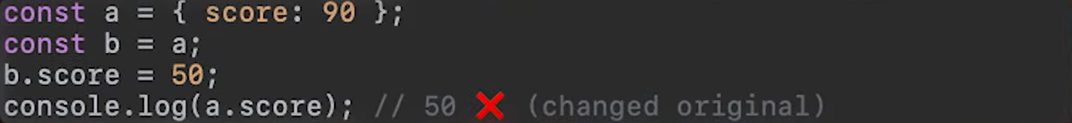 const a = { score: 90 };
const b = a;
b.score = 50;
console.log(a.score); // 50 ❌ (changed original)